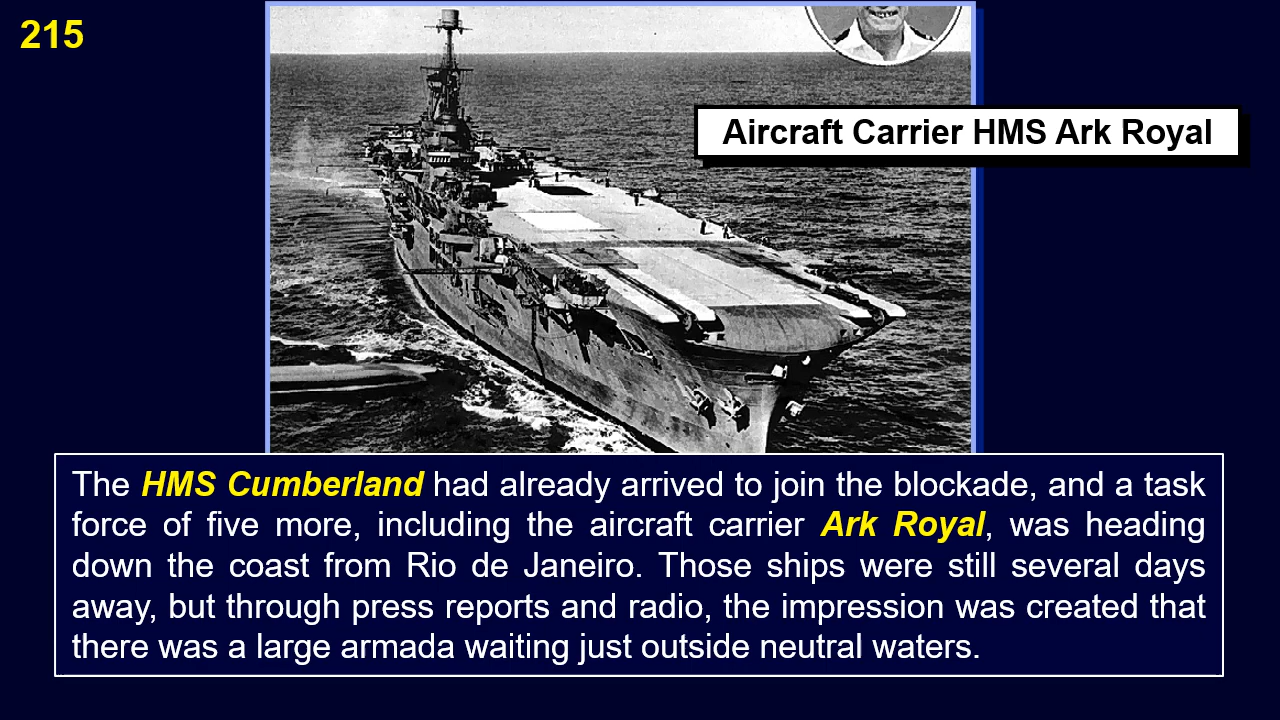 215
Aircraft Carrier HMS Ark Royal
The HMS Cumberland had already arrived to join the blockade, and a task
force of five more, including the aircraft carrier Ark Royal, was heading
down the coast from Rio de Janeiro. Those ships were still several days
away, but through press reports and radio, the impression was created that
there was a large armada waiting just outside neutral waters.